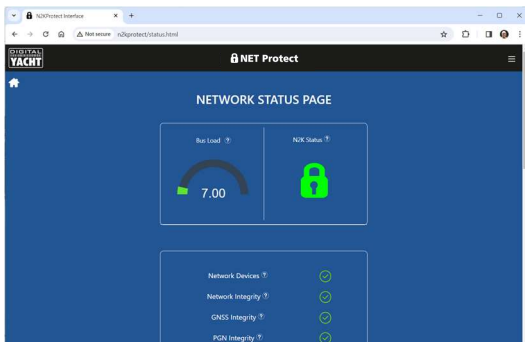 N2KProtect Interface
Not secure n2kprotect/status.html
DIGITAL
YACHT
NET Protect
NETWORK STATUS PAGE
Bus Load ?
N2K Status ?
7.00
Network Devices ?
Network Integrity ?
GNSS Integrity ?
PGN Integrity ?